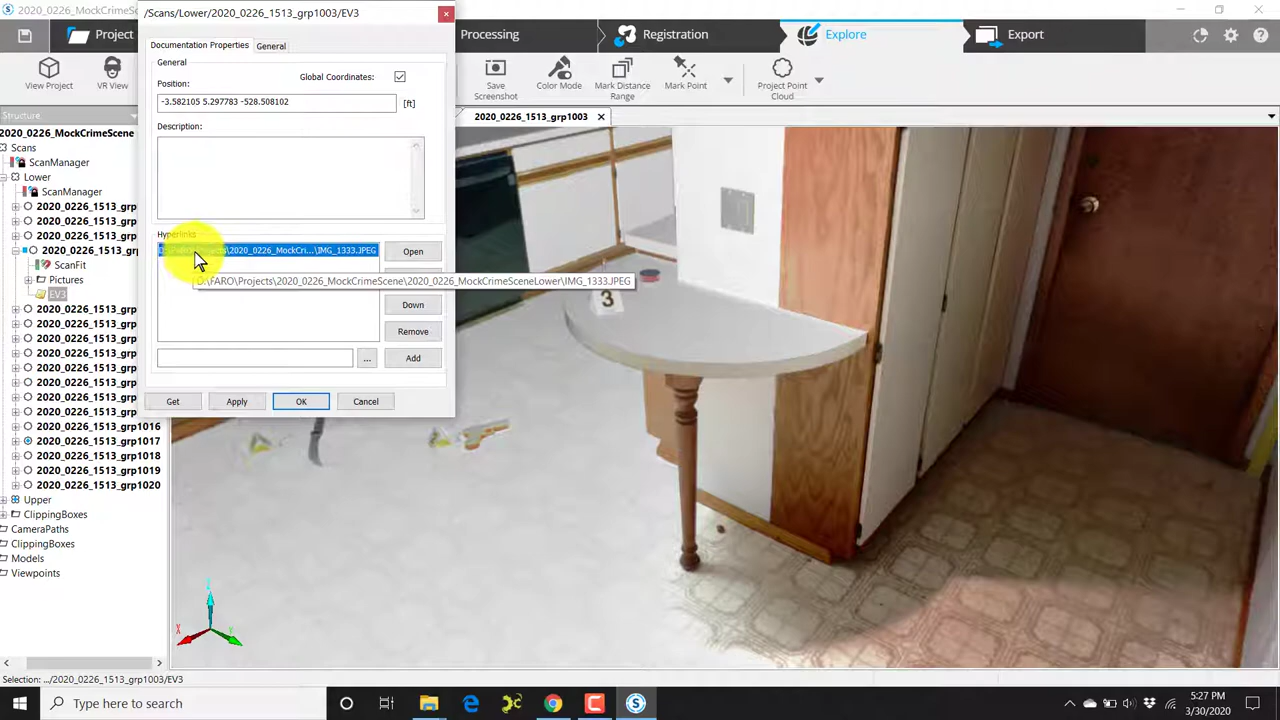 2020_0226_MockCrimeSc
/Scans/Lower/2020_0226_1513_grp1003/EV3
Project
Processing
Registration
Explore
Export
View Project
VR View
Save Screenshot
Color Mode
Mark Distance Range
Mark Point
Project Point Cloud
Documentation Properties
General
General
Global Coordinates:
Position:
-3.582105 5.297783 -528.508102
[ft]
Description:
Hyperlinks
\2020_0226_MockCri...\IMG_1333.JPEG
Open
D:\FARO\Projects\2020_0226_MockCrimeScene\2020_0226_MockCrimeSceneLower\IMG_1333.JPEG
Down
Remove
...
Add
Get
Apply
OK
Cancel
2020_0226_1513_grp1003
Structure
2020_0226_MockCrimeScene
Scans
ScanManager
Lower
ScanManager
2020_0226_1513_grp
2020_0226_1513_grp
2020_0226_1513_grp
2020_0226_1513_grp
ScanFit
Pictures
EV3
2020_0226_1513_grp
2020_0226_1513_grp
2020_0226_1513_grp
2020_0226_1513_grp
2020_0226_1513_grp
2020_0226_1513_grp
2020_0226_1513_grp
2020_0226_1513_grp
2020_0226_1513_grp1016
2020_0226_1513_grp1017
2020_0226_1513_grp1018
2020_0226_1513_grp1019
2020_0226_1513_grp1020
Upper
ClippingBoxes
CameraPaths
ClippingBoxes
Models
Viewpoints
3
Z
X
Y
Selection: .../2020_0226_1513_grp1003/EV3
Type here to search
5:27 PM
3/30/2020